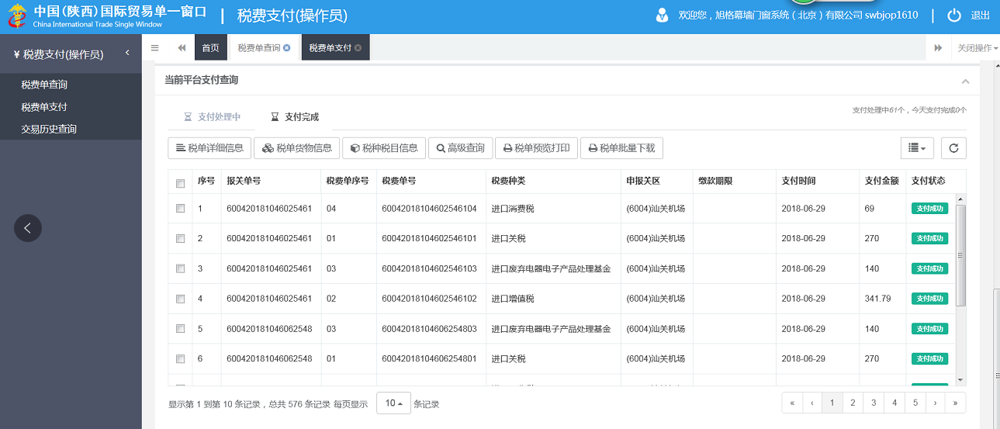 中国(陕西)国际贸易单一窗口
China International Trade Single Window
税费支付(操作员)
欢迎您，旭格幕墙门窗系统（北京）有限公司 swbjop1610
退出
¥ 税费支付(操作员)
首页
税费单查询
税费单支付
关闭操作
税费单查询
税费单支付
交易历史查询
当前平台支付查询
支付处理中
支付完成
支付处理中61个，今天支付完成0个
税单详细信息
税单货物信息
税种税目信息
高级查询
税单预览打印
税单批量下载
序号 报关单号 税费单序号 税费单号 税费种类 申报关区 缴款期限 支付时间 支付金额 支付状态
1 600420181046025461 04 60042018104602546104 进口消费税 (6004)汕关机场 2018-06-29 69 支付成功
2 600420181046025461 01 60042018104602546101 进口关税 (6004)汕关机场 2018-06-29 270 支付成功
3 600420181046025461 03 60042018104602546103 进口废弃电器电子产品处理基金 (6004)汕关机场 2018-06-29 140 支付成功
4 600420181046025461 02 60042018104602546102 进口增值税 (6004)汕关机场 2018-06-29 341.79 支付成功
5 600420181046062548 03 60042018104606254803 进口废弃电器电子产品处理基金 (6004)汕关机场 2018-06-29 140 支付成功
6 600420181046062548 01 60042018104606254801 进口关税 (6004)汕关机场 2018-06-29 270 支付成功
显示第 1 到第 10 条记录，总共 576 条记录 每页显示 10 条记录
« ‹ 1 2 3 4 5 › »